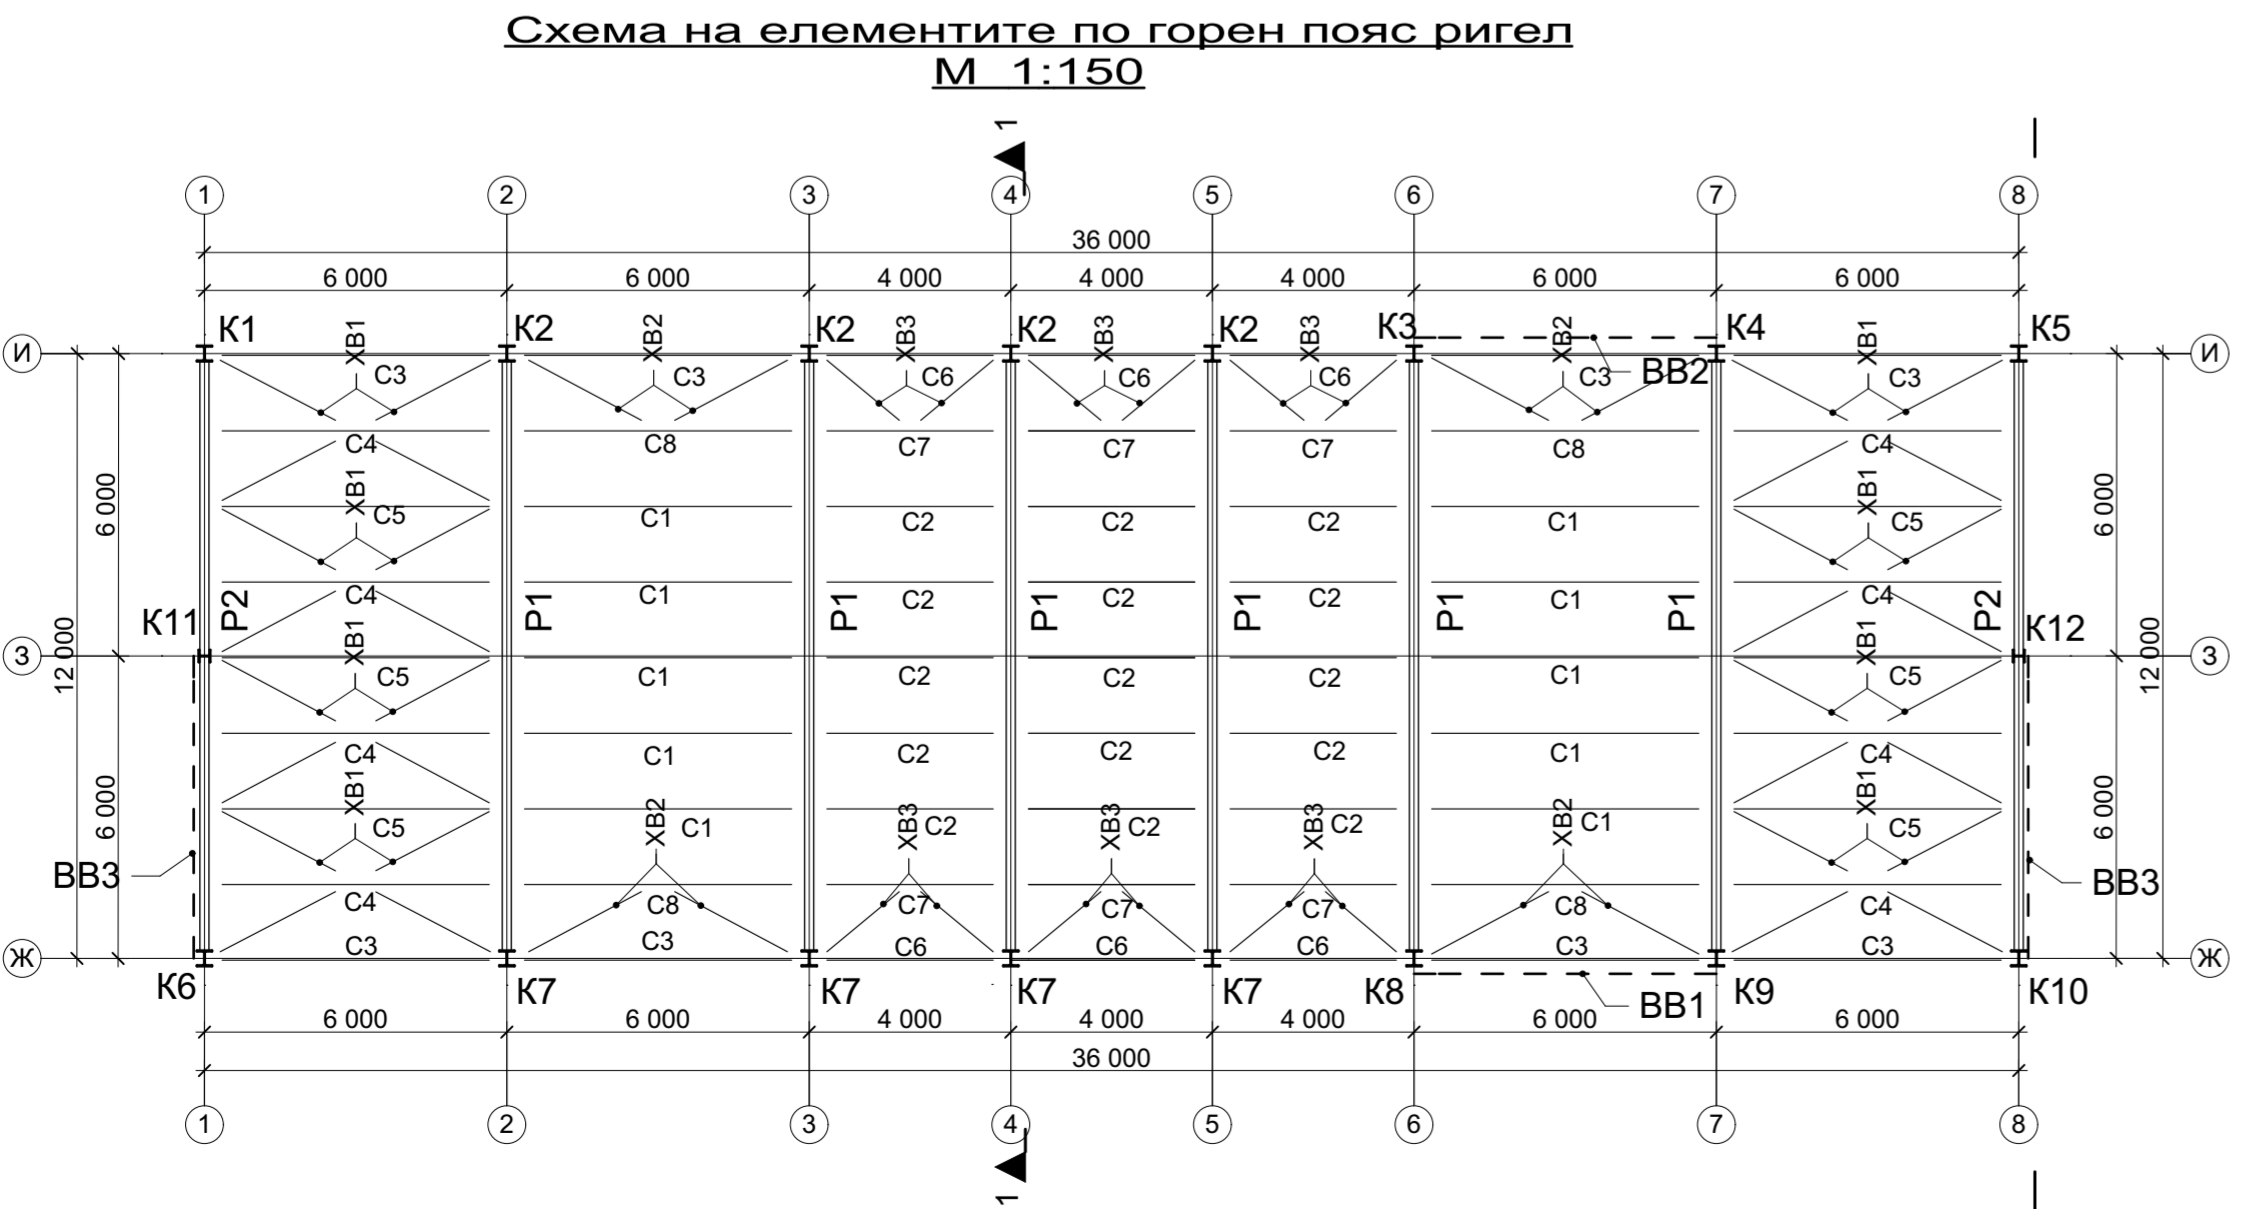 Схема на елементите по горен пояс ригел
М 1:150
1
1 2 3 4 5 6 7 8
36 000
6 000 6 000 4 000 4 000 4 000 6 000 6 000
К1 К2 К2 К2 К2 К3 К4 К5
ХВ1 ХВ2 ХВ3 ХВ3 ХВ3 ХВ2 ХВ1
И И
С3 С3 С6 С6 С6 С3 ВВ2 С3
С4 С8 С7 С7 С7 С8 С4
ХВ1 ХВ1
6 000 6 000
С5 С1 С2 С2 С2 С1 С5
С4 С1 С2 С2 С2 С1 С4
К11 Р2 Р1 Р1 Р1 Р1 Р1 Р1 Р2 К12
12 000 12 000
З З
ХВ1 ХВ1
С5 С1 С2 С2 С2 С1 С5
С4 С1 С2 С2 С2 С1 С4
6 000 6 000
ХВ1 ХВ2 ХВ3 ХВ3 ХВ3 ХВ2 ХВ1
С5 С1 С2 С2 С2 С1 С5
ВВ3 ВВ3
С4 С8 С7 С7 С7 С8 С4
С3 С3 С6 С6 С6 С3 С3
Ж Ж
К6 К7 К7 К7 К7 К8 ВВ1 К9 К10
6 000 6 000 4 000 4 000 4 000 6 000 6 000
36 000
1 2 3 4 5 6 7 8
1